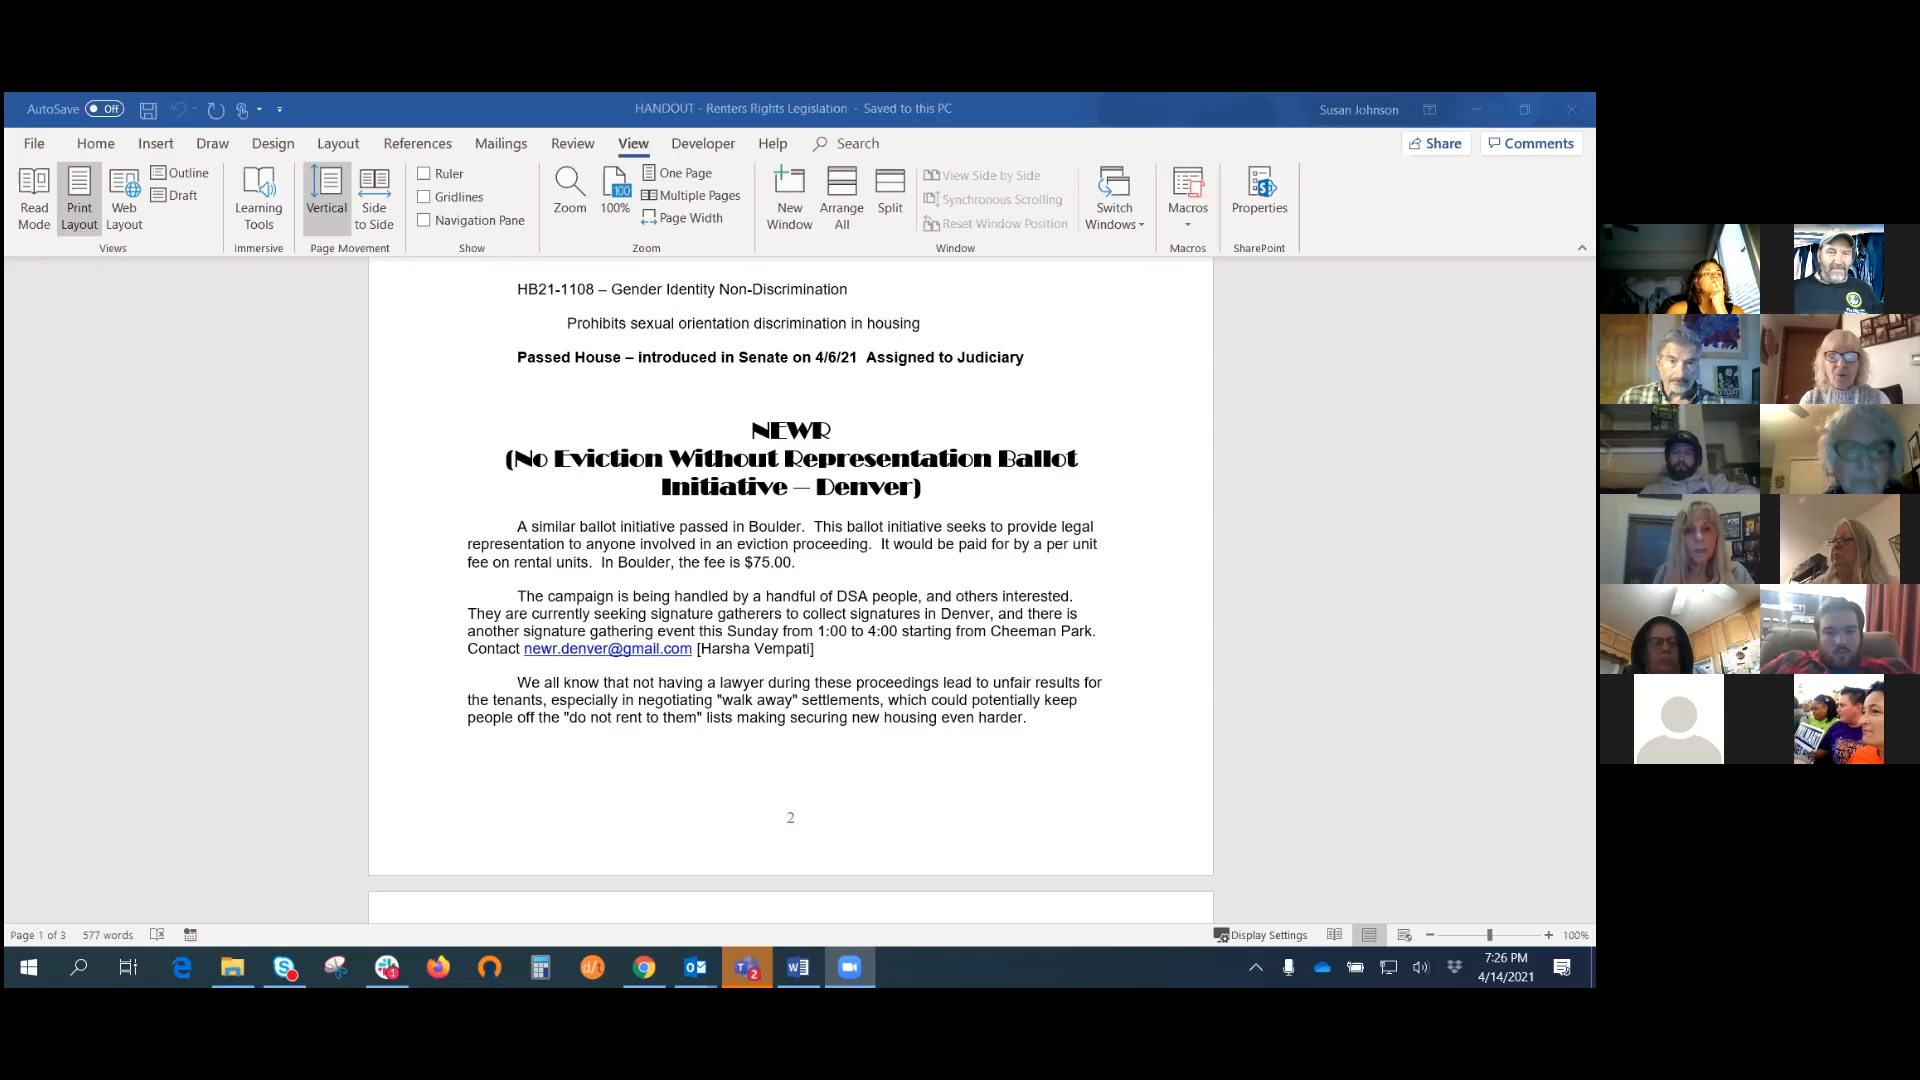 AutoSave Off
HANDOUT - Renters Rights Legislation - Saved to this PC
Susan Johnson
File Home Insert Draw Design Layout References Mailings Review View Developer Help Search
Share Comments
Read Mode
Print Layout
Web Layout
Outline
Draft
Views
Learning Tools
Immersive
Vertical
Side to Side
Page Movement
Ruler
Gridlines
Navigation Pane
Show
Zoom
100
100%
One Page
Multiple Pages
Page Width
Zoom
New Window
Arrange All
Split
View Side by Side
Synchronous Scrolling
Reset Window Position
Switch Windows
Window
Macros
Macros
Properties
SharePoint
HB21-1108 – Gender Identity Non-Discrimination
Prohibits sexual orientation discrimination in housing
Passed House – introduced in Senate on 4/6/21 Assigned to Judiciary
NEWR
(No Eviction Without Representation Ballot
Initiative – Denver)
A similar ballot initiative passed in Boulder. This ballot initiative seeks to provide legal
representation to anyone involved in an eviction proceeding. It would be paid for by a per unit
fee on rental units. In Boulder, the fee is $75.00.
The campaign is being handled by a handful of DSA people, and others interested.
They are currently seeking signature gatherers to collect signatures in Denver, and there is
another signature gathering event this Sunday from 1:00 to 4:00 starting from Cheeman Park.
Contact newr.denver@gmail.com [Harsha Vempati]
We all know that not having a lawyer during these proceedings lead to unfair results for
the tenants, especially in negotiating "walk away" settlements, which could potentially keep
people off the "do not rent to them" lists making securing new housing even harder.
2
Page 1 of 3 577 words
Display Settings
100%
7:26 PM
4/14/2021